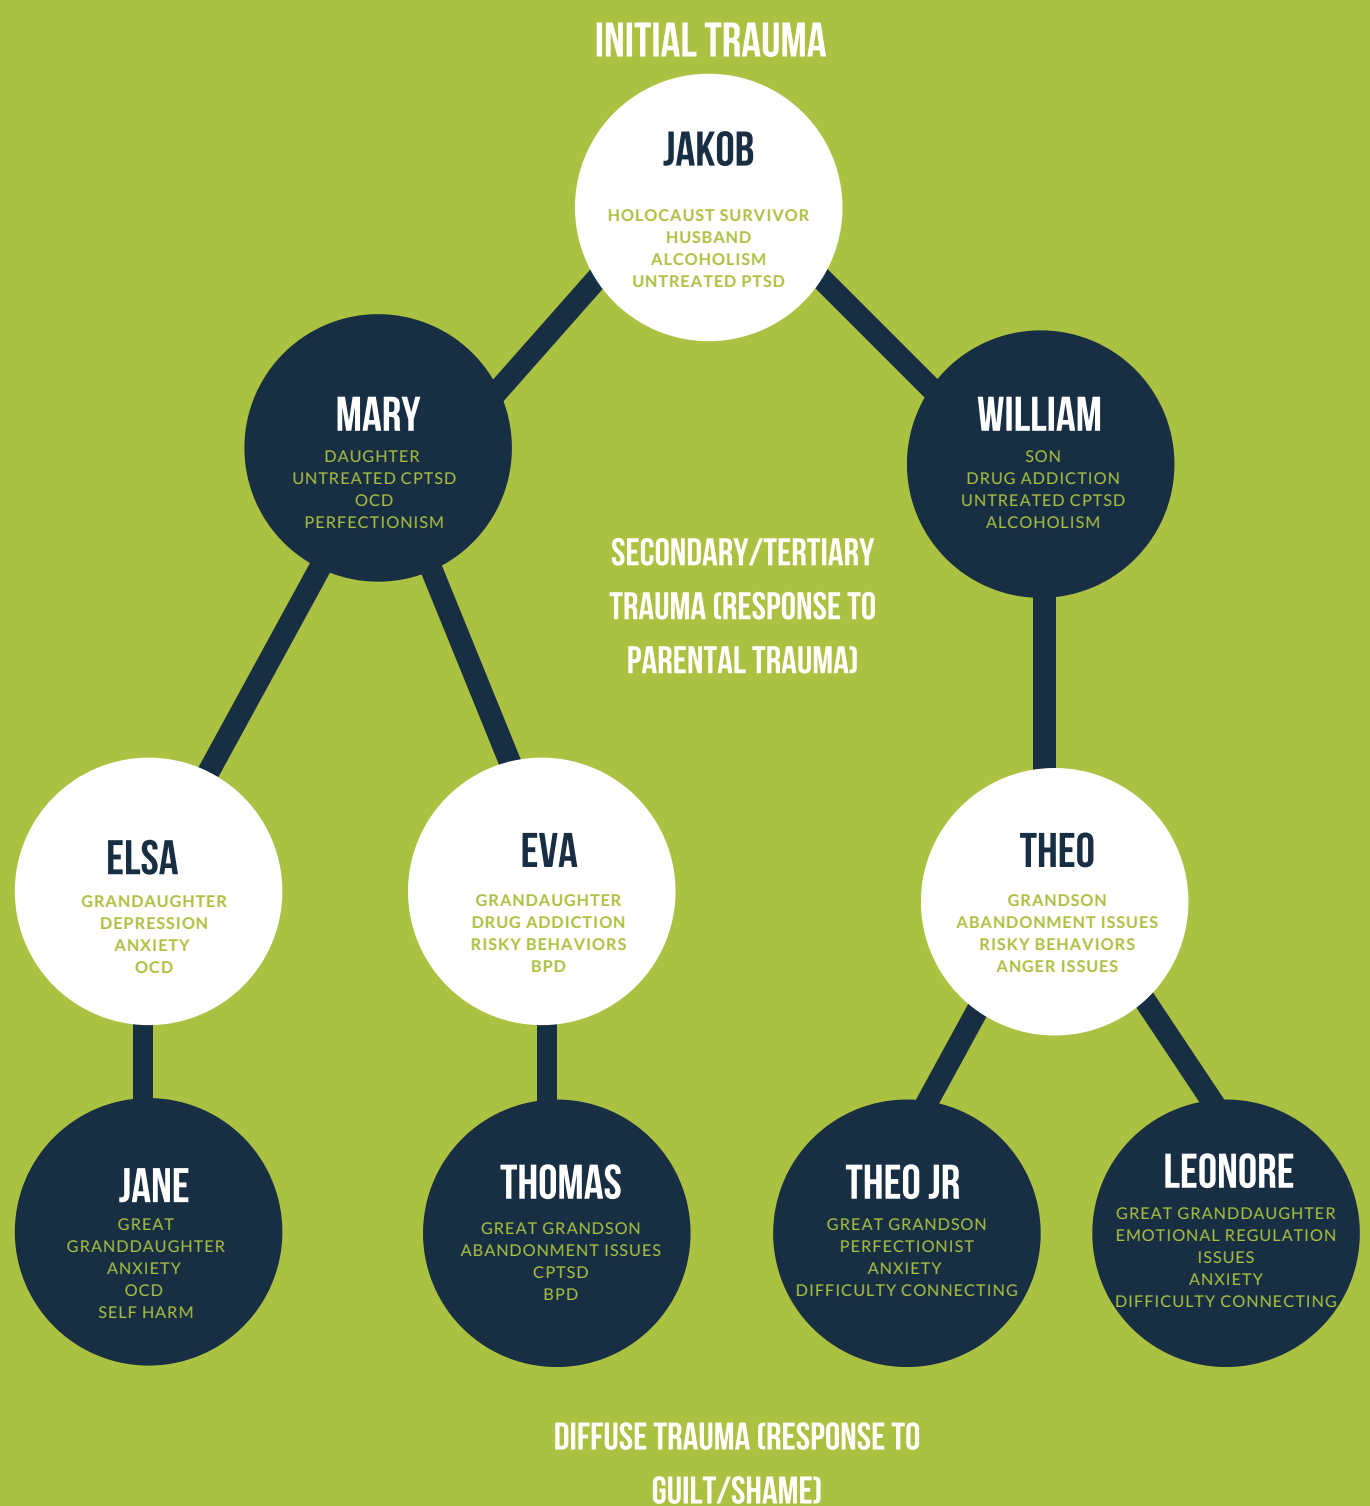 INITIAL TRAUMA
JAKOB
HOLOCAUST SURVIVOR
HUSBAND
ALCOHOLISM
UNTREATED PTSD
MARY
DAUGHTER
UNTREATED CPTSD
OCD
PERFECTIONISM
WILLIAM
SON
DRUG ADDICTION
UNTREATED CPTSD
ALCOHOLISM
SECONDARY/TERTIARY
TRAUMA (RESPONSE TO
PARENTAL TRAUMA)
ELSA
GRANDAUGHTER
DEPRESSION
ANXIETY
OCD
EVA
GRANDAUGHTER
DRUG ADDICTION
RISKY BEHAVIORS
BPD
THEO
GRANDSON
ABANDONMENT ISSUES
RISKY BEHAVIORS
ANGER ISSUES
JANE
GREAT
GRANDDAUGHTER
ANXIETY
OCD
SELF HARM
THOMAS
GREAT GRANDSON
ABANDONMENT ISSUES
CPTSD
BPD
THEO JR
GREAT GRANDSON
PERFECTIONIST
ANXIETY
DIFFICULTY CONNECTING
LEONORE
GREAT GRANDDAUGHTER
EMOTIONAL REGULATION
ISSUES
ANXIETY
DIFFICULTY CONNECTING
DIFFUSE TRAUMA (RESPONSE TO
GUILT/SHAME)